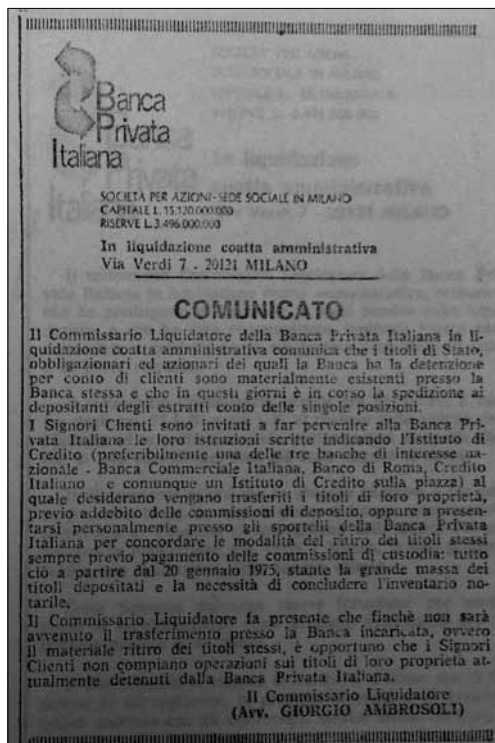 Banca
Privata
Italiana
SOCIETÀ PER AZIONI-SEDE SOCIALE IN MILANO
CAPITALE L. 15.120.000.000
RISERVE L. 3.496.000.000
In liquidazione coatta amministrativa
Via Verdi 7 - 20121 MILANO
COMUNICATO
Il Commissario Liquidatore della Banca Privata Italiana in li-
quidazione coatta amministrativa comunica che i titoli di Stato,
obbligazionari ed azionari dei quali la Banca ha la detenzione
per conto di clienti sono materialmente esistenti presso la
Banca stessa e che in questi giorni è in corso la spedizione ai
depositanti degli estratti conto delle singole posizioni.
I Signori Clienti sono invitati a far pervenire alla Banca Pri-
vata Italiana le loro istruzioni scritte indicando l'Istituto di
Credito (preferibilmente una delle tre banche di interesse na-
zionale - Banca Commerciale Italiana, Banco di Roma, Credito
Italiano e comunque un Istituto di Credito sulla piazza) al
quale desiderano vengano trasferiti i titoli di loro proprietà,
previo addebito delle commissioni di deposito, oppure a presen-
tarsi personalmente presso gli sportelli della Banca Privata
Italiana per concordare le modalità del ritiro dei titoli stessi
sempre previo pagamento delle commissioni di custodia: tutto
ciò a partire dal 20 gennaio 1975, stante la grande massa dei
titoli depositati e la necessità di concludere l'inventario no-
tarile.
Il Commissario Liquidatore fa presente che finchè non sarà
avvenuto il trasferimento presso la Banca incaricata, ovvero
il materiale ritiro dei titoli stessi, è opportuno che i Signori
Clienti non compiano operazioni sui titoli di loro proprietà at-
tualmente detenuti dalla Banca Privata Italiana.
Il Commissario Liquidatore
(Avv. GIORGIO AMBROSOLI)